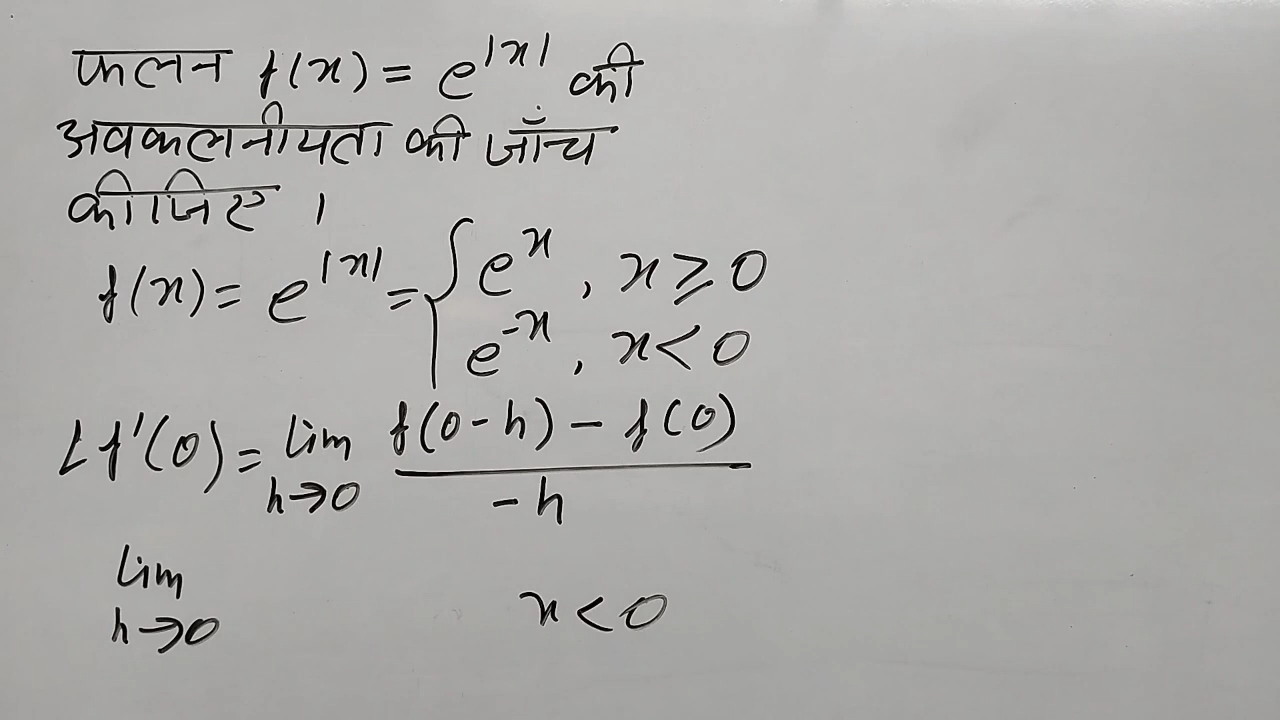 फलन f(x) = e^|x| की
अवकलनीयता की जाँच
कीजिए ।
f(x) = e^|x| = { e^x , x ≥ 0
e^-x , x < 0
Lf'(0) = lim h→0 f(0-h) - f(0) / -h
lim h→0 x < 0